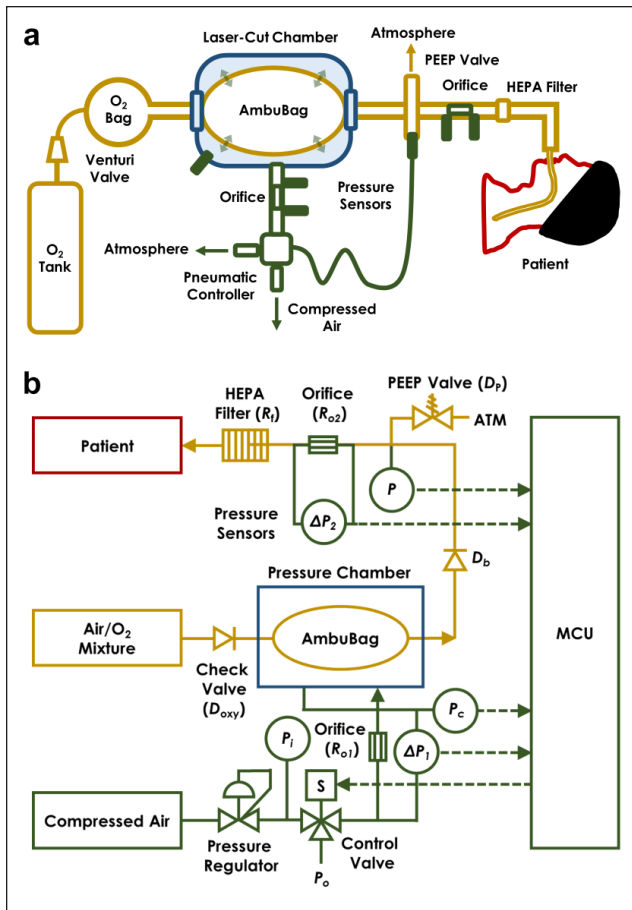 a
Laser-Cut Chamber
Atmosphere
PEEP Valve
O₂
Bag
AmbuBag
Orifice
HEPA Filter
Venturi
Valve
Orifice
Pressure
Sensors
O₂
Tank
Atmosphere
Pneumatic
Controller
Compressed
Air
Patient
b
HEPA
Filter (Rf)
Orifice
(Ro2)
PEEP Valve (DP)
ATM
Patient
P
Pressure
Sensors
ΔP2
Db
Pressure Chamber
MCU
Air/O₂
Mixture
AmbuBag
Check
Valve
(Doxy)
Pi
Orifice
(Ro1)
Pc
ΔP1
S
Compressed Air
Pressure
Regulator
Control
Valve
Po